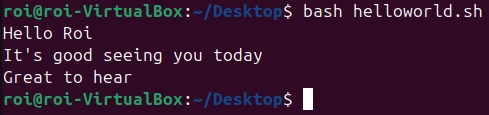 roi@roi-VirtualBox:~/Desktop$ bash helloworld.sh
Hello Roi
It's good seeing you today
Great to hear
roi@roi-VirtualBox:~/Desktop$